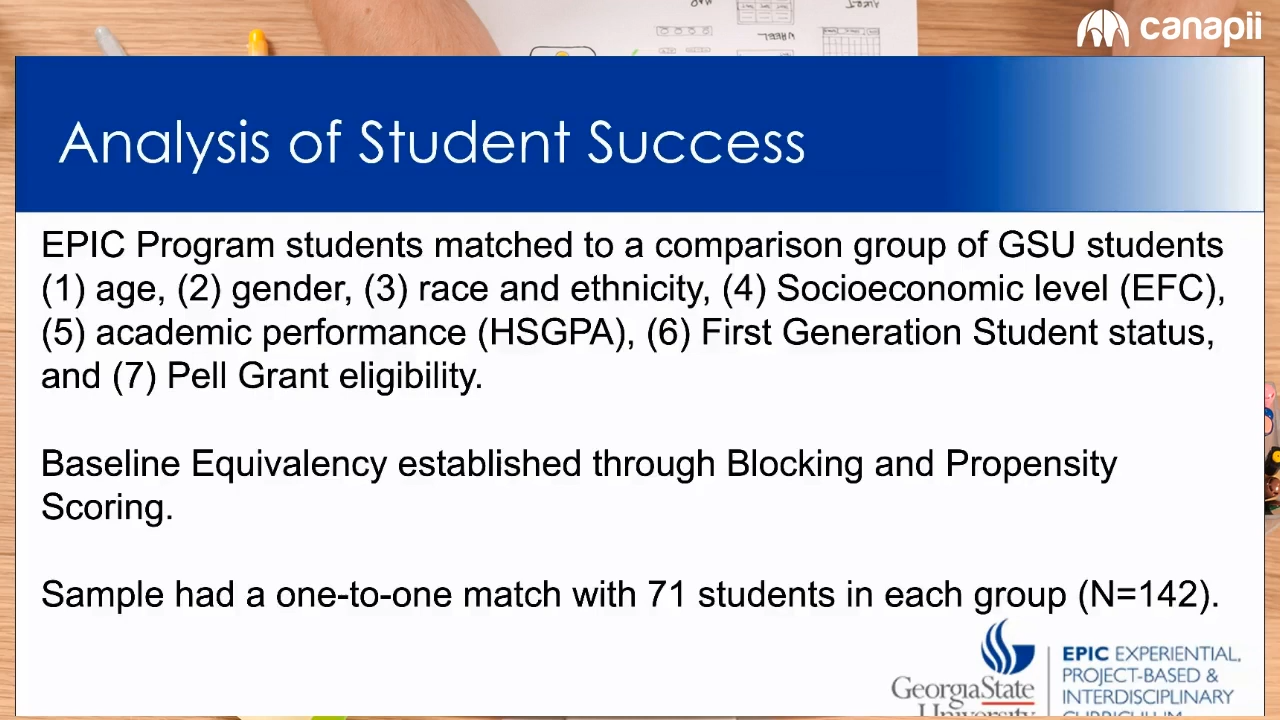 canapii
Analysis of Student Success
EPIC Program students matched to a comparison group of GSU students
(1) age, (2) gender, (3) race and ethnicity, (4) Socioeconomic level (EFC),
(5) academic performance (HSGPA), (6) First Generation Student status,
and (7) Pell Grant eligibility.
Baseline Equivalency established through Blocking and Propensity
Scoring.
Sample had a one-to-one match with 71 students in each group (N=142).
GeorgiaState
University
EPIC EXPERIENTIAL,
PROJECT-BASED &
INTERDISCIPLINARY
CURRICULUM